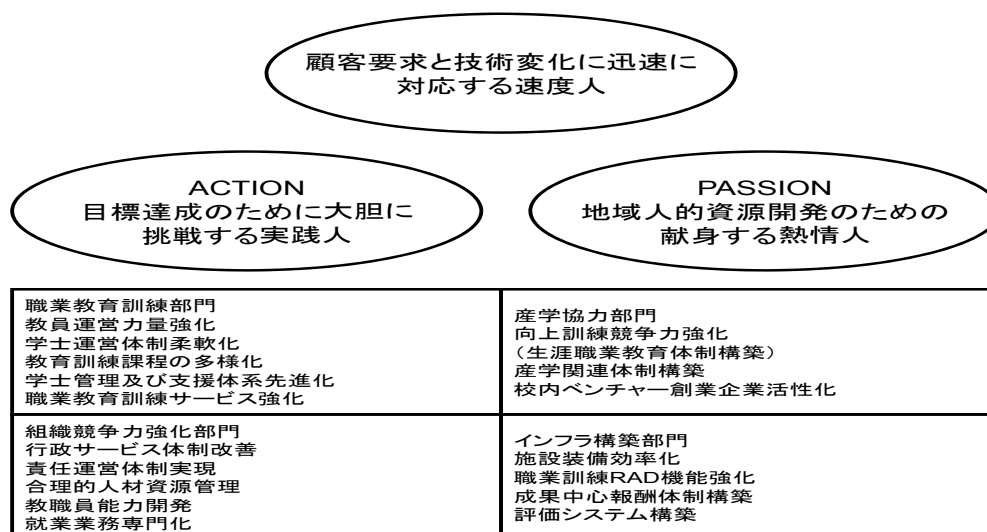 顧客要求と技術変化に迅速に
対応する速度人
ACTION
目標達成のために大胆に
挑戦する実践人
PASSION
地域人的資源開発のための
献身する熱情人
職業教育訓練部門
教員運営力量強化
学士運営体制柔軟化
教育訓練課程の多様化
学士管理及び支援体系先進化
職業教育訓練サービス強化
産学協力部門
向上訓練競争力強化
（生涯職業教育体制構築）
産学関連体制構築
校内ベンチャー創業企業活性化
組織競争力強化部門
行政サービス体制改善
責任運営体制実現
合理的人材資源管理
教職員能力開発
就業業務専門化
インフラ構築部門
施設装備効率化
職業訓練RAD機能強化
成果中心報酬体制構築
評価システム構築